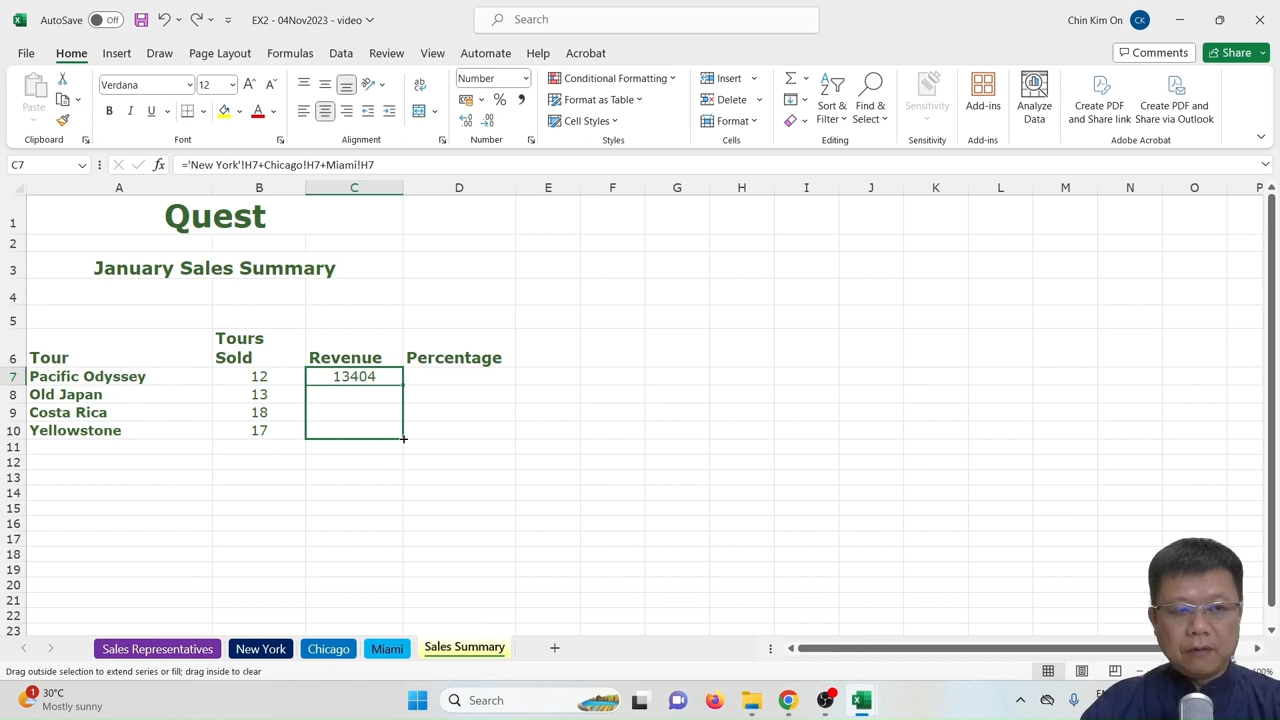 AutoSave Off EX2 - 04Nov2023 - video Search Chin Kim On CK
File Home Insert Draw Page Layout Formulas Data Review View Automate Help Acrobat Comments Share
Paste Verdana 12 Number Conditional Formatting Insert Sort & Filter Find & Select Sensitivity Add-ins Analyze Data Create PDF and Share link Create PDF and Share via Outlook
Format as Table Delete
B I U Cell Styles Format
Clipboard Font Alignment Number Styles Cells Editing Sensitivity Add-ins Adobe Acrobat
C7 fx ='New York'!H7+Chicago!H7+Miami!H7
A B C D E F G H I J K L M N O P
1 Quest
2
3 January Sales Summary
4
5
6 Tour Tours Sold Revenue Percentage
7 Pacific Odyssey 12 13404
8 Old Japan 13
9 Costa Rica 18
10 Yellowstone 17
11
12
13
14
15
16
17
18
19
20
21
22
23
Sales Representatives New York Chicago Miami Sales Summary
Drag outside selection to extend series or fill; drag inside to clear 100%
1 30°C Search
Mostly sunny